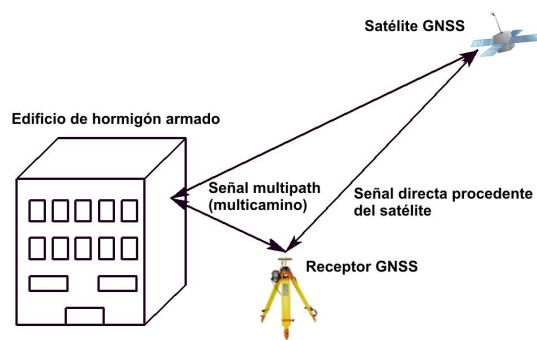 Satélite GNSS
Edificio de hormigón armado
Señal multipath
(multicamino)
Señal directa procedente
del satélite
Receptor GNSS